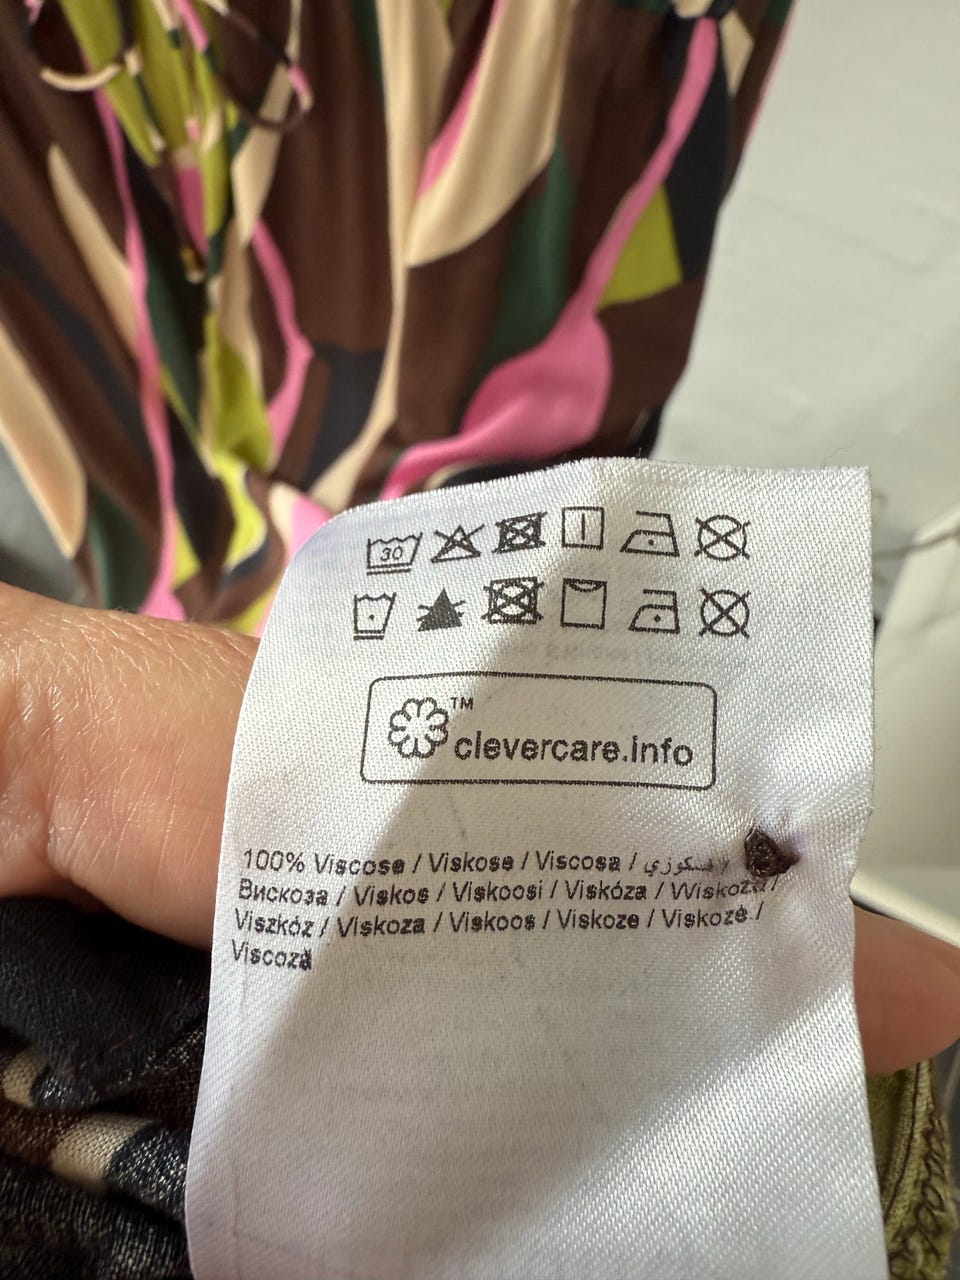 30
TM
clevercare.info
100% Viscose / Viskose / Viscosa / فسكوزي /
Вискоза / Viskos / Viskoosi / Viskóza / Wiskoza /
Viszkóz / Viskoza / Viskoos / Viskoze / Viskozė /
Viscoză